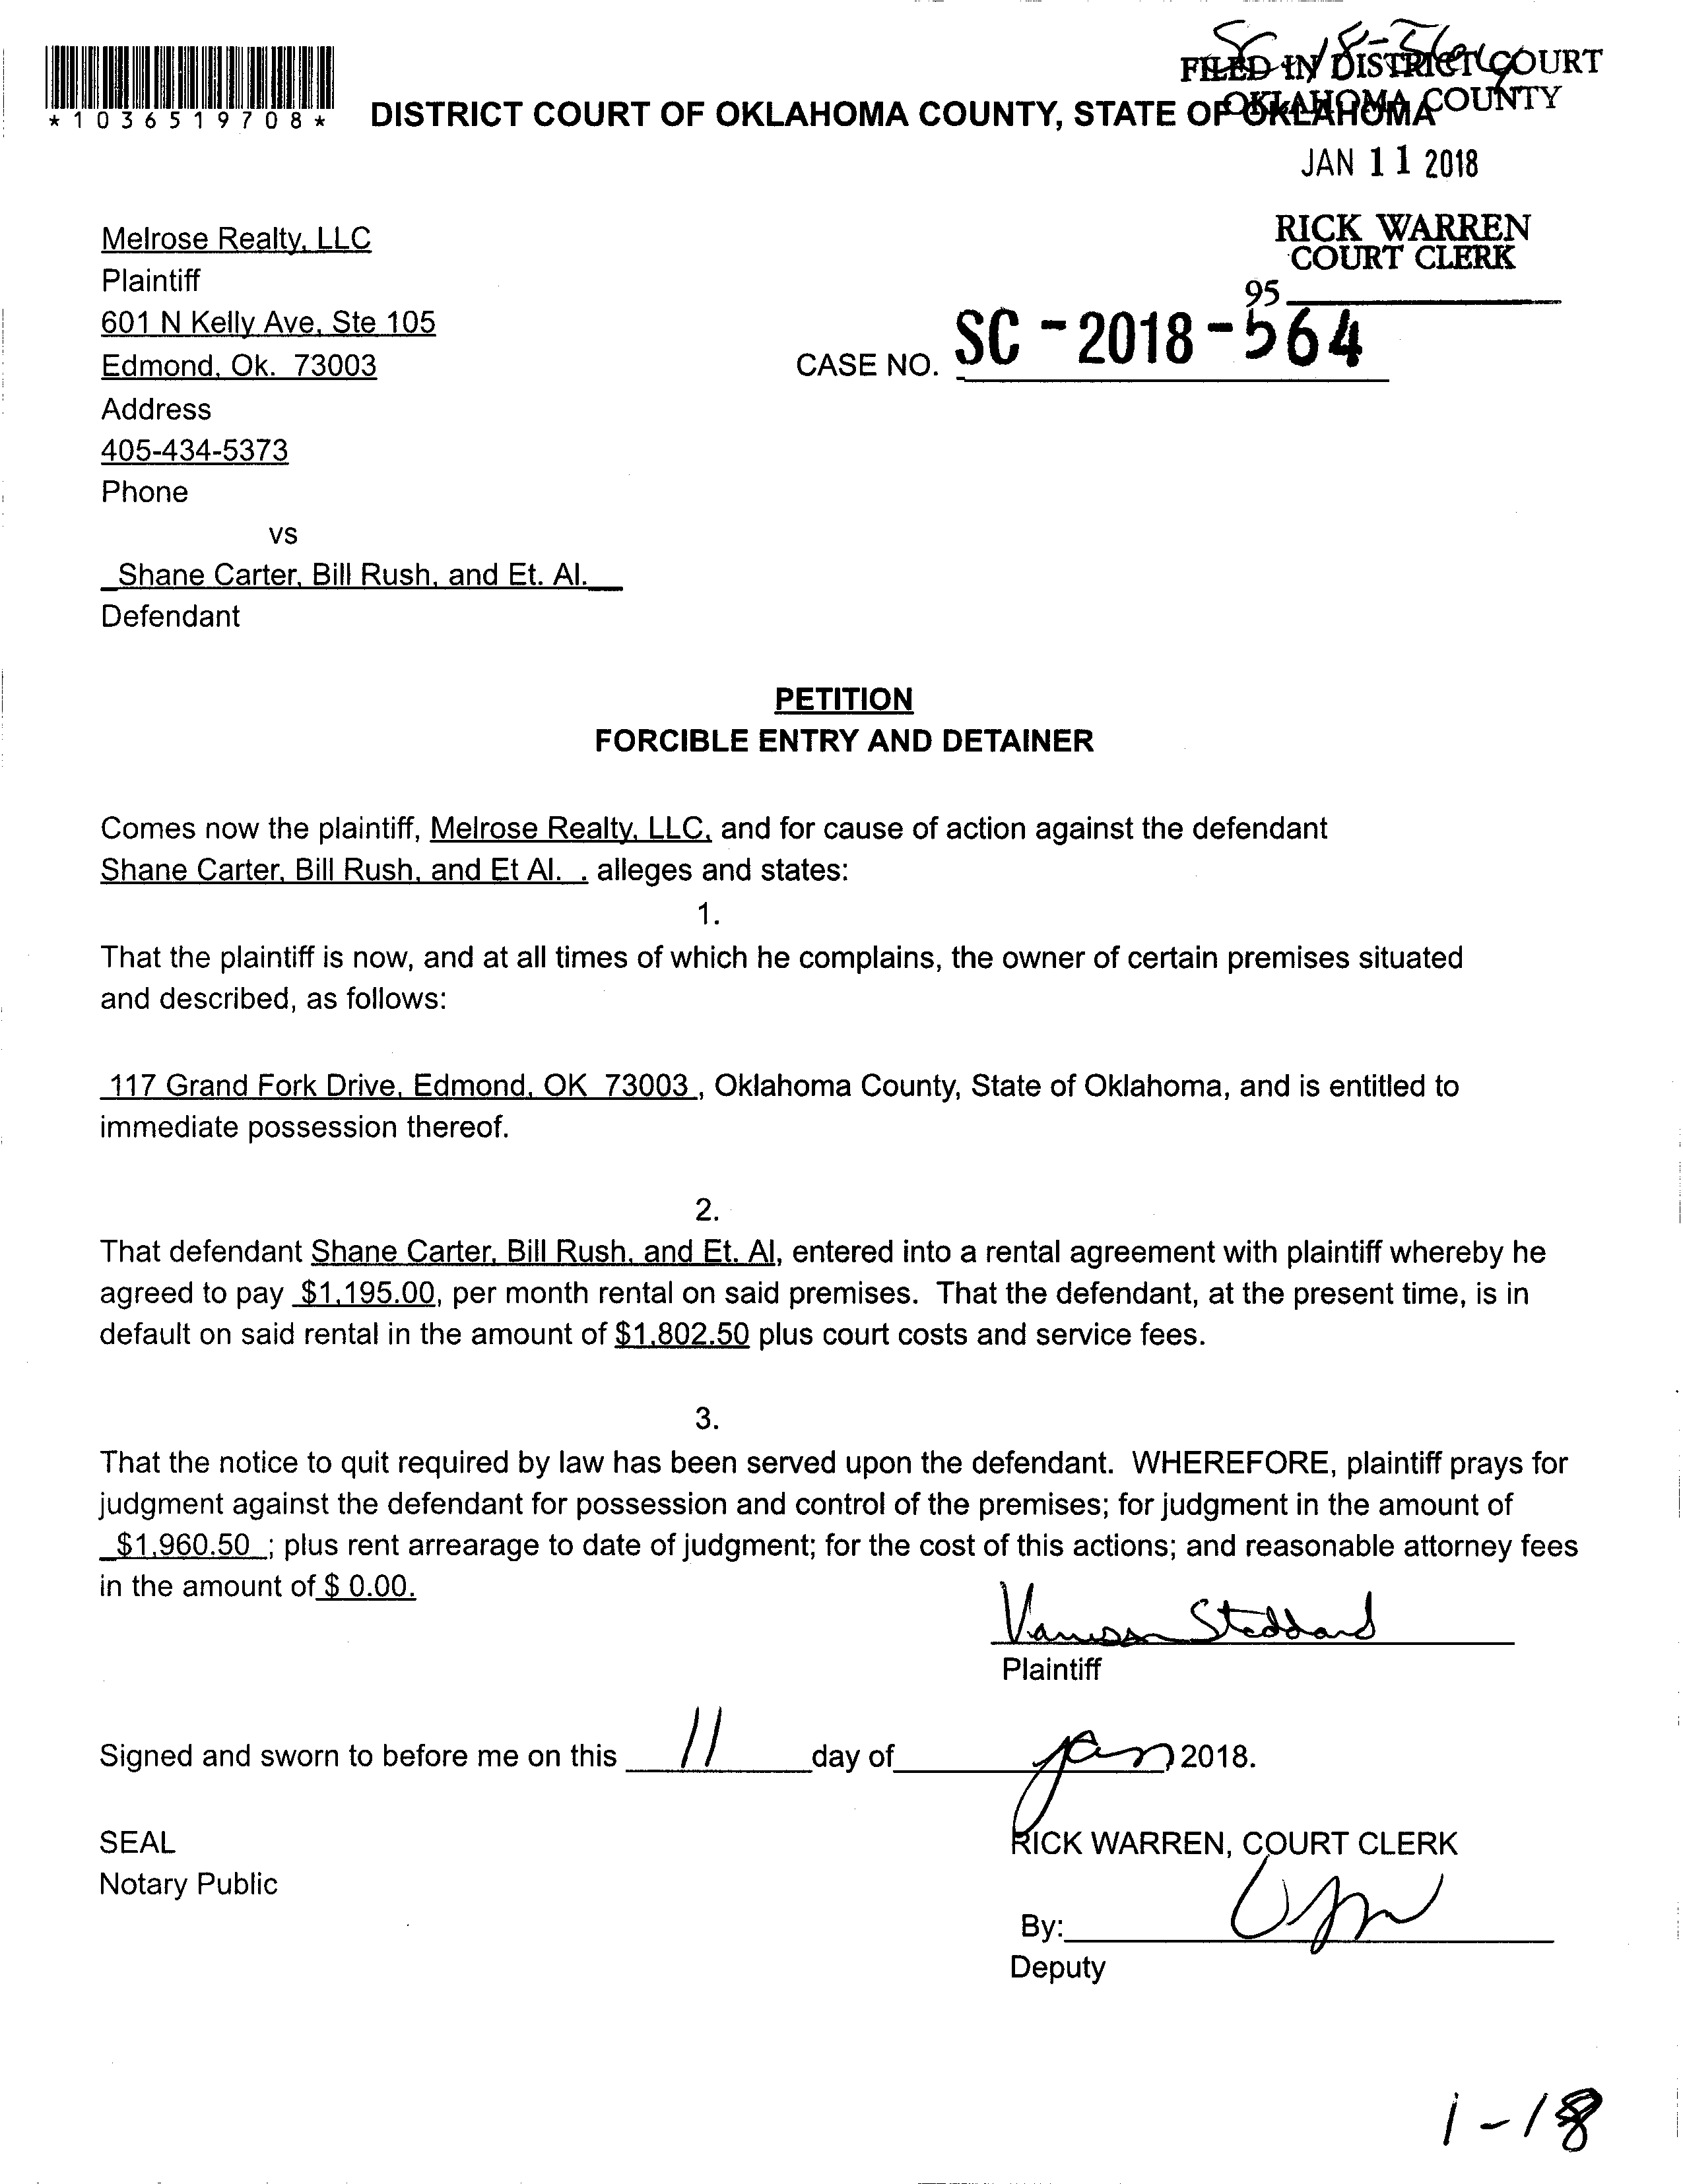 *1036519708*
SC 18-564
FILED IN DISTRICT COURT
OKLAHOMA COUNTY
DISTRICT COURT OF OKLAHOMA COUNTY, STATE OF OKLAHOMA
JAN 11 2018
RICK WARREN
COURT CLERK
95
Melrose Realty, LLC
Plaintiff
601 N Kelly Ave, Ste 105
Edmond, Ok. 73003
CASE NO. SC - 2018 - 564
Address
405-434-5373
Phone
vs
Shane Carter, Bill Rush, and Et. Al.
Defendant
PETITION
FORCIBLE ENTRY AND DETAINER
Comes now the plaintiff, Melrose Realty, LLC, and for cause of action against the defendant
Shane Carter, Bill Rush, and Et Al. . alleges and states:
1.
That the plaintiff is now, and at all times of which he complains, the owner of certain premises situated
and described, as follows:
117 Grand Fork Drive, Edmond, OK 73003 , Oklahoma County, State of Oklahoma, and is entitled to
immediate possession thereof.
2.
That defendant Shane Carter, Bill Rush, and Et. Al, entered into a rental agreement with plaintiff whereby he
agreed to pay $1,195.00, per month rental on said premises. That the defendant, at the present time, is in
default on said rental in the amount of $1,802.50 plus court costs and service fees.
3.
That the notice to quit required by law has been served upon the defendant. WHEREFORE, plaintiff prays for
judgment against the defendant for possession and control of the premises; for judgment in the amount of
$1,960.50 ; plus rent arrearage to date of judgment; for the cost of this actions; and reasonable attorney fees
in the amount of $ 0.00.
Stoddard
Plaintiff
Signed and sworn to before me on this 11 day of Jan, 2018.
SEAL
RICK WARREN, COURT CLERK
Notary Public
By:
Deputy
1-18